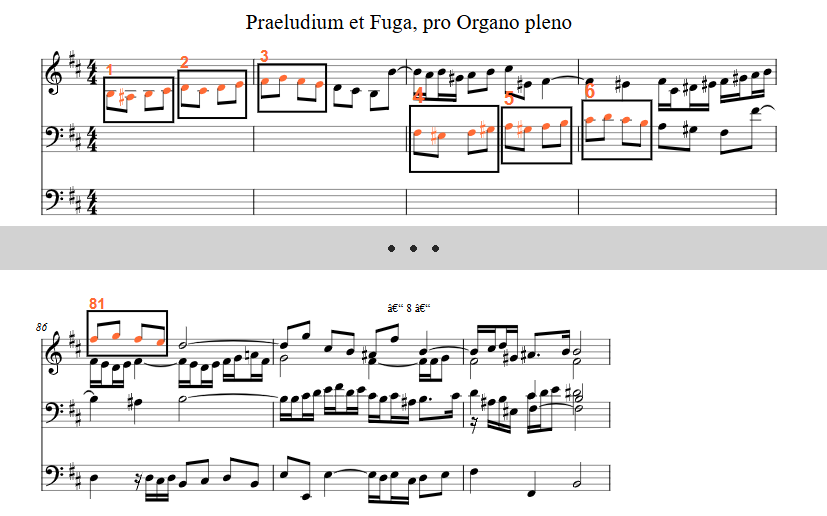 Praeludium et Fuga, pro Organo pleno
1 2 3
4 5 6
81
86
â€“ 8 â€“